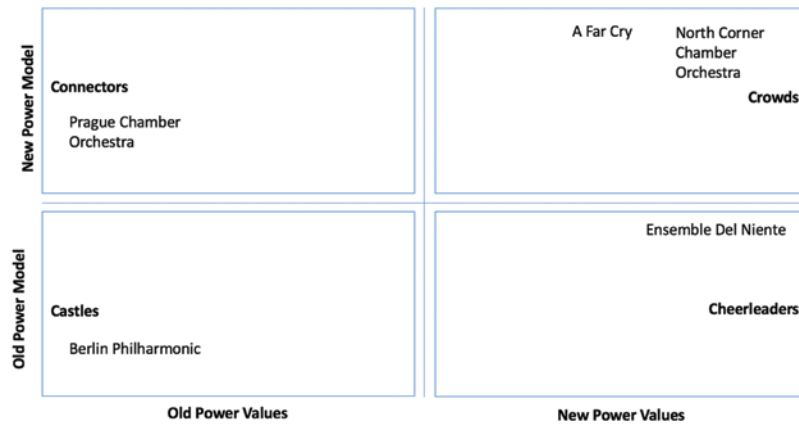 New Power Model
Connectors
Prague Chamber
Orchestra
A Far Cry
North Corner
Chamber
Orchestra
Crowds
Old Power Model
Castles
Berlin Philharmonic
Ensemble Del Niente
Cheerleaders
Old Power Values
New Power Values